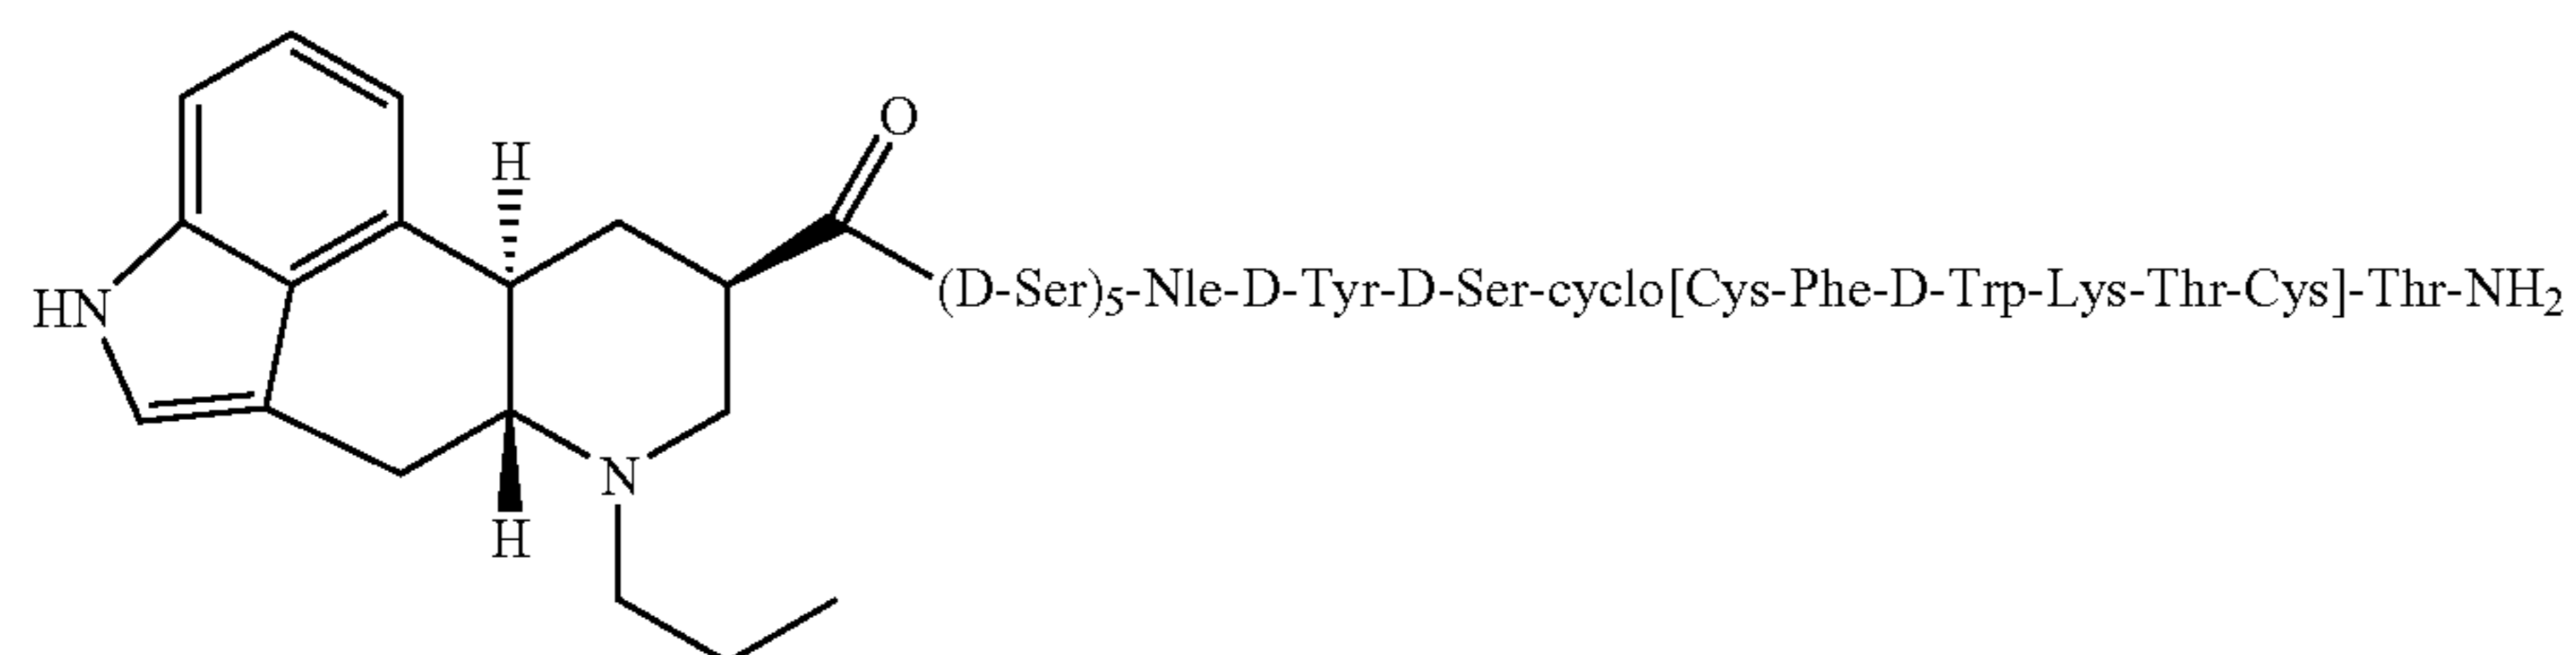 O
H
(D-Ser)5-Nle-D-Tyr-D-Ser-cyclo[Cys-Phe-D-Trp-Lys-Thr-Cys]-Thr-NH2
HN
N
H